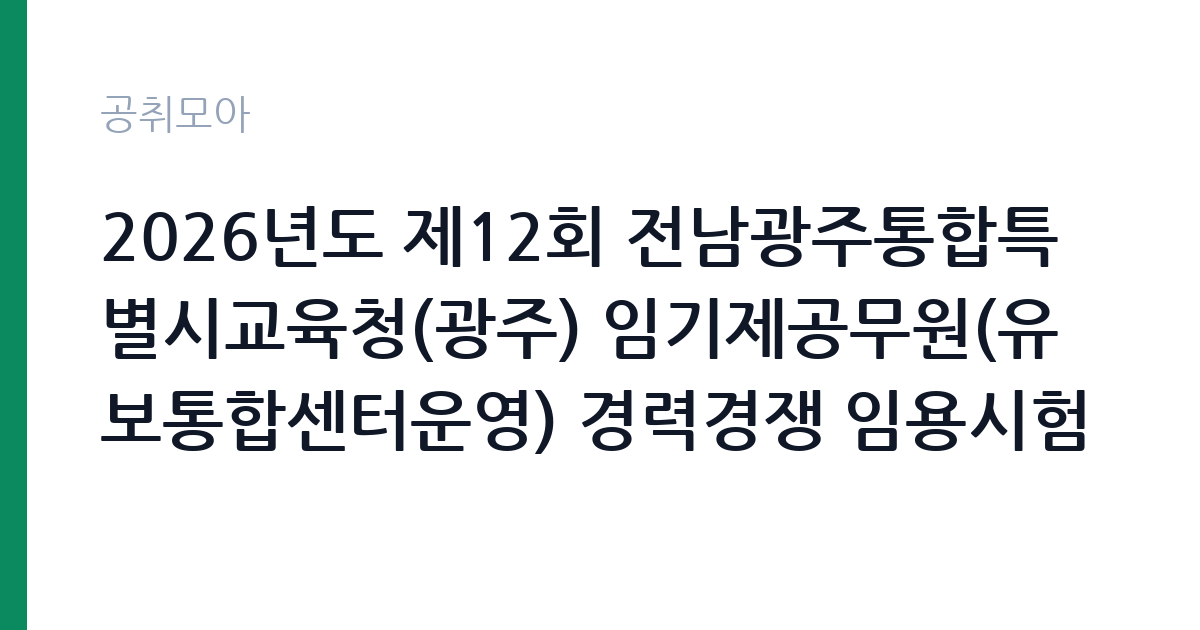 공취모아
2026년도 제12회 전남광주통합특
별시교육청(광주) 임기제공무원(유
보통합센터운영) 경력경쟁 임용시험